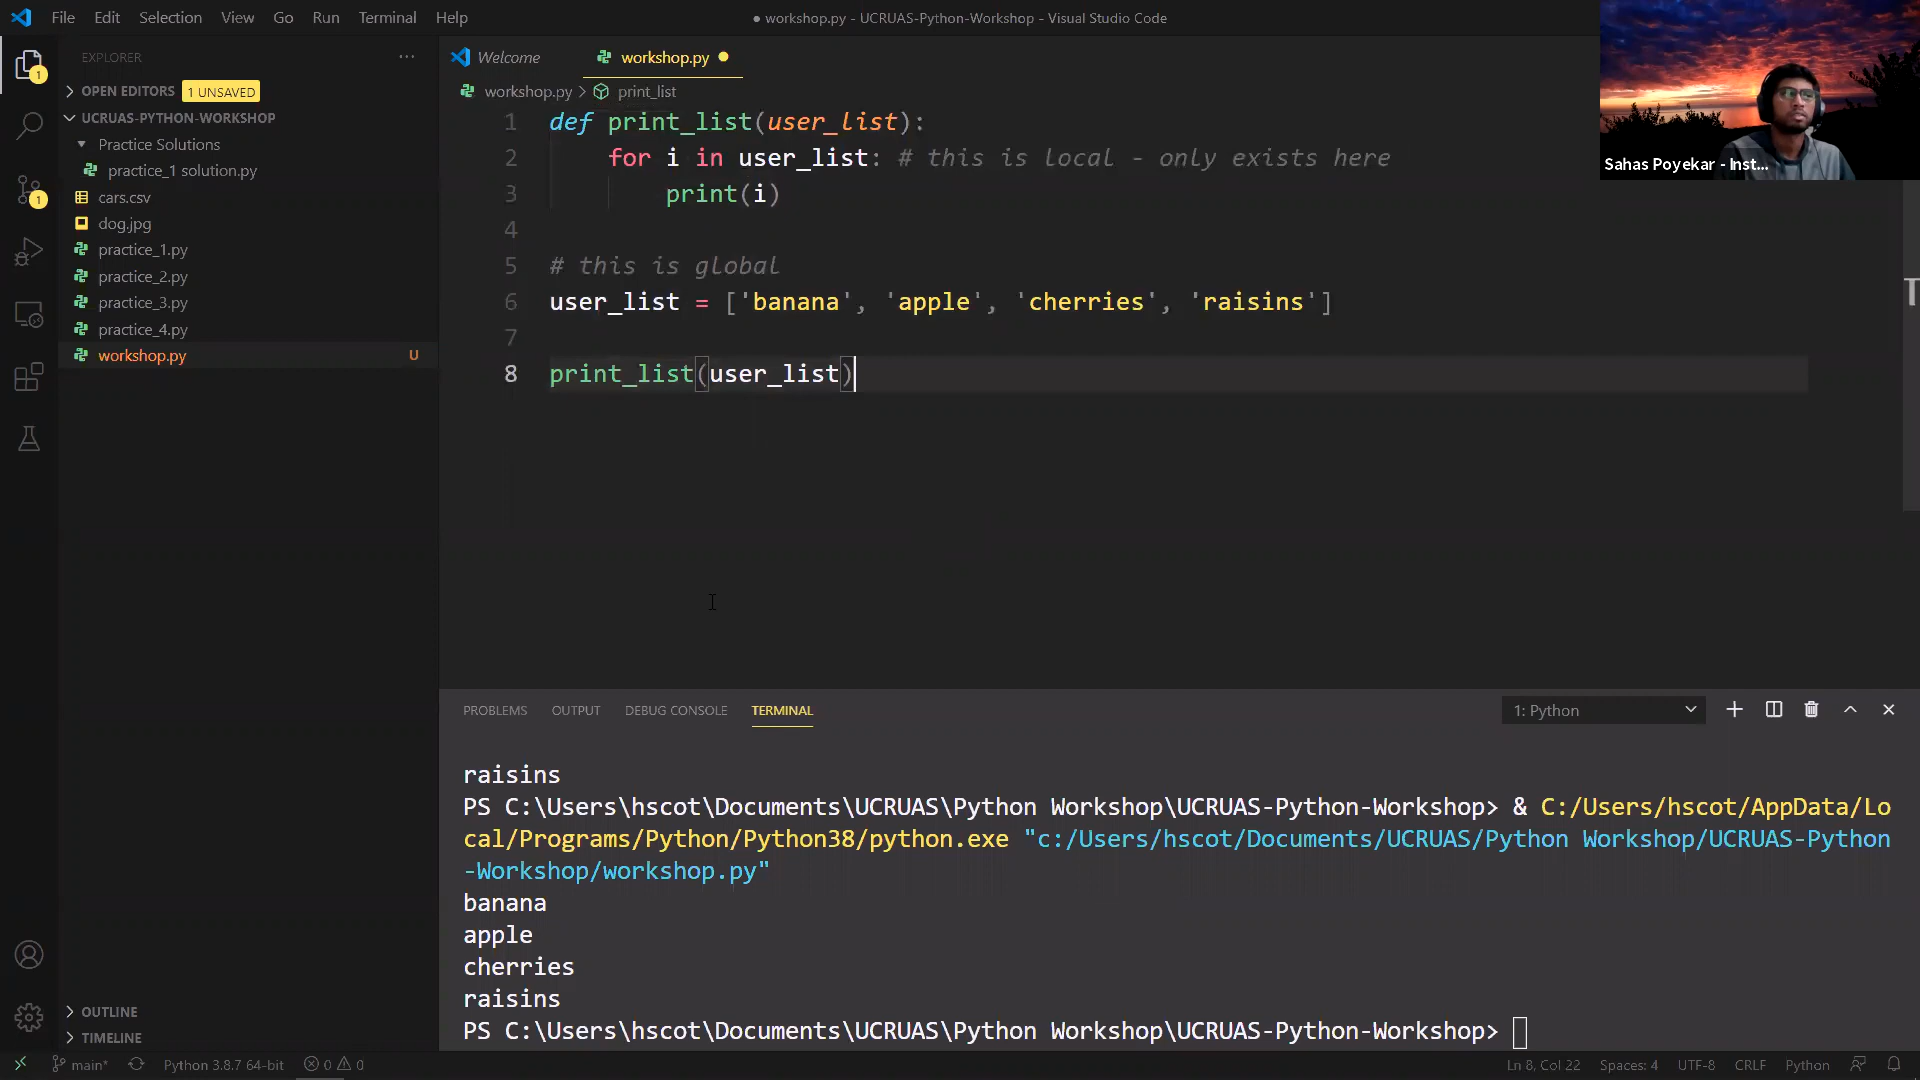 File Edit Selection View Go Run Terminal Help
● workshop.py - UCRUAS-Python-Workshop - Visual Studio Code
EXPLORER
OPEN EDITORS 1 UNSAVED
UCRUAS-PYTHON-WORKSHOP
Practice Solutions
practice_1 solution.py
cars.csv
dog.jpg
practice_1.py
practice_2.py
practice_3.py
practice_4.py
workshop.py U
OUTLINE
TIMELINE
1
1
Welcome workshop.py
workshop.py > print_list
1 def print_list(user_list):
2 for i in user_list: # this is local - only exists here
3 print(i)
4
5 # this is global
6 user_list = ['banana', 'apple', 'cherries', 'raisins']
7
8 print_list(user_list)
Sahas Poyekar - Inst...
PROBLEMS OUTPUT DEBUG CONSOLE TERMINAL
1: Python
raisins
PS C:\Users\hscot\Documents\UCRUAS\Python Workshop\UCRUAS-Python-Workshop> & C:/Users/hscot/AppData/Lo
cal/Programs/Python/Python38/python.exe "c:/Users/hscot/Documents/UCRUAS/Python Workshop/UCRUAS-Python
-Workshop/workshop.py"
banana
apple
cherries
raisins
PS C:\Users\hscot\Documents\UCRUAS\Python Workshop\UCRUAS-Python-Workshop>
main* Python 3.8.7 64-bit 0 0
Ln 8, Col 22 Spaces: 4 UTF-8 CRLF Python